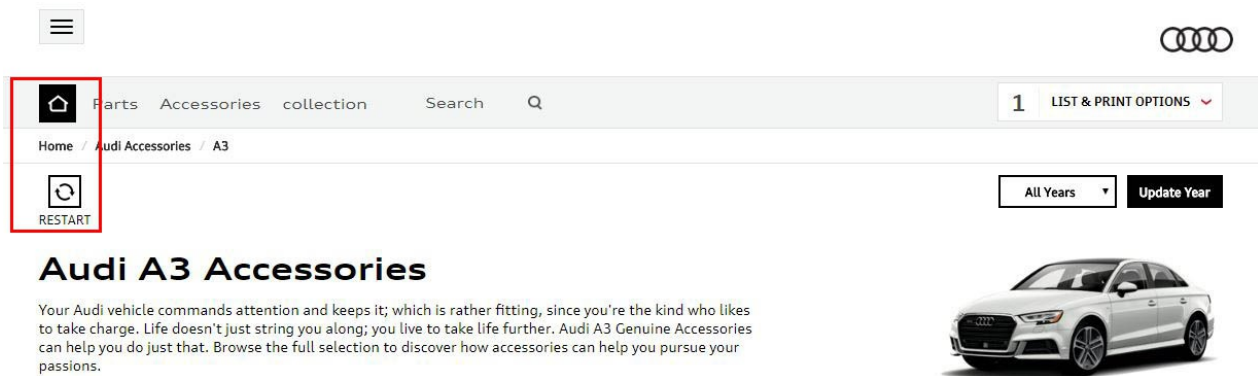 Parts Accessories collection Search
1 LIST & PRINT OPTIONS
Home / Audi Accessories / A3
RESTART
All Years Update Year
Audi A3 Accessories
Your Audi vehicle commands attention and keeps it; which is rather fitting, since you're the kind who likes
to take charge. Life doesn't just string you along; you live to take life further. Audi A3 Genuine Accessories
can help you do just that. Browse the full selection to discover how accessories can help you pursue your
passions.